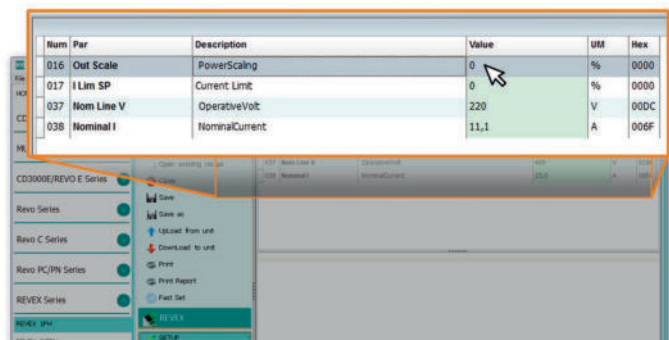 Num Par Description Value UM Hex
016 Out Scale PowerScaling 0 % 0000
017 I Lim SP Current Limit 0 % 0000
037 Nom Line V OperativeVolt 220 V 00DC
038 Nominal I NominalCurrent 11,1 A 006F
Open existing recipe
CD3000E/REVO E Series
Close
Save
Revo Series
Save as
UpLoad from unit
Revo C Series
DownLoad to unit
Print
Revo PC/PN Series
Print Report
REVEX Series
Fast Set
REVEX
REVEX 1PH
SETUP